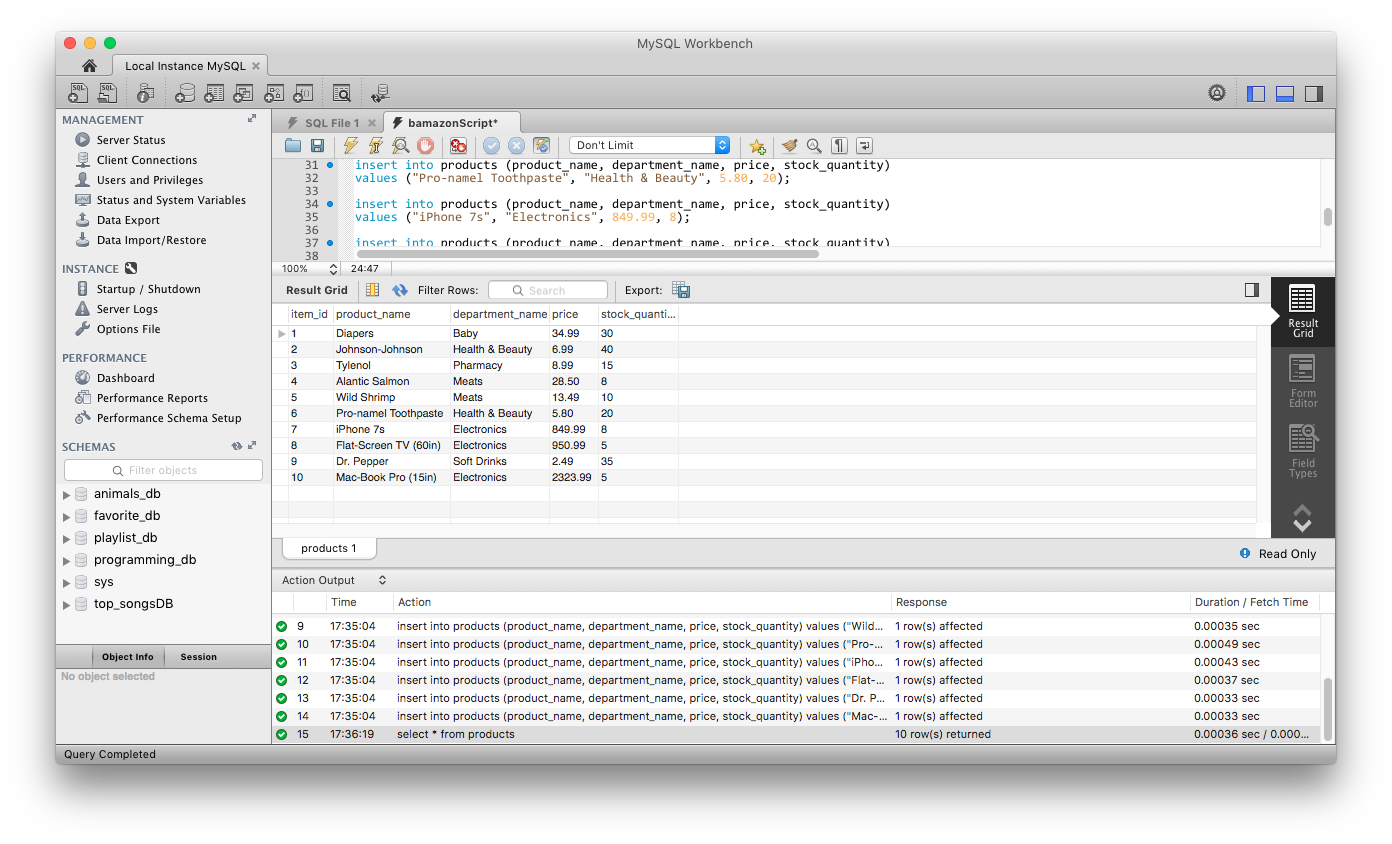 MySQL Workbench
Local Instance MySQL
MANAGEMENT
Server Status
Client Connections
Users and Privileges
Status and System Variables
Data Export
Data Import/Restore
INSTANCE
Startup / Shutdown
Server Logs
Options File
PERFORMANCE
Dashboard
Performance Reports
Performance Schema Setup
SCHEMAS
Filter objects
animals_db
favorite_db
playlist_db
programming_db
sys
top_songsDB
Object Info Session
No object selected
SQL File 1 bamazonScript*
Don't Limit
31 insert into products (product_name, department_name, price, stock_quantity)
32 values ("Pro-namel Toothpaste", "Health & Beauty", 5.80, 20);
33
34 insert into products (product_name, department_name, price, stock_quantity)
35 values ("iPhone 7s", "Electronics", 849.99, 8);
36
37 insert into products (product_name, department_name, price, stock_quantity)
38
100% 24:47
Result Grid Filter Rows: Search Export:
item_id product_name department_name price stock_quanti...
1 Diapers Baby 34.99 30
2 Johnson-Johnson Health & Beauty 6.99 40
3 Tylenol Pharmacy 8.99 15
4 Alantic Salmon Meats 28.50 8
5 Wild Shrimp Meats 13.49 10
6 Pro-namel Toothpaste Health & Beauty 5.80 20
7 iPhone 7s Electronics 849.99 8
8 Flat-Screen TV (60in) Electronics 950.99 5
9 Dr. Pepper Soft Drinks 2.49 35
10 Mac-Book Pro (15in) Electronics 2323.99 5
Result
Grid
Form
Editor
Field
Types
products 1
Read Only
Action Output
Time Action Response Duration / Fetch Time
9 17:35:04 insert into products (product_name, department_name, price, stock_quantity) values ("Wild... 1 row(s) affected 0.00035 sec
10 17:35:04 insert into products (product_name, department_name, price, stock_quantity) values ("Pro-... 1 row(s) affected 0.00049 sec
11 17:35:04 insert into products (product_name, department_name, price, stock_quantity) values ("iPho... 1 row(s) affected 0.00043 sec
12 17:35:04 insert into products (product_name, department_name, price, stock_quantity) values ("Flat-... 1 row(s) affected 0.00037 sec
13 17:35:04 insert into products (product_name, department_name, price, stock_quantity) values ("Dr. P... 1 row(s) affected 0.00033 sec
14 17:35:04 insert into products (product_name, department_name, price, stock_quantity) values ("Mac-... 1 row(s) affected 0.00033 sec
15 17:36:19 select * from products 10 row(s) returned 0.00036 sec / 0.000...
Query Completed